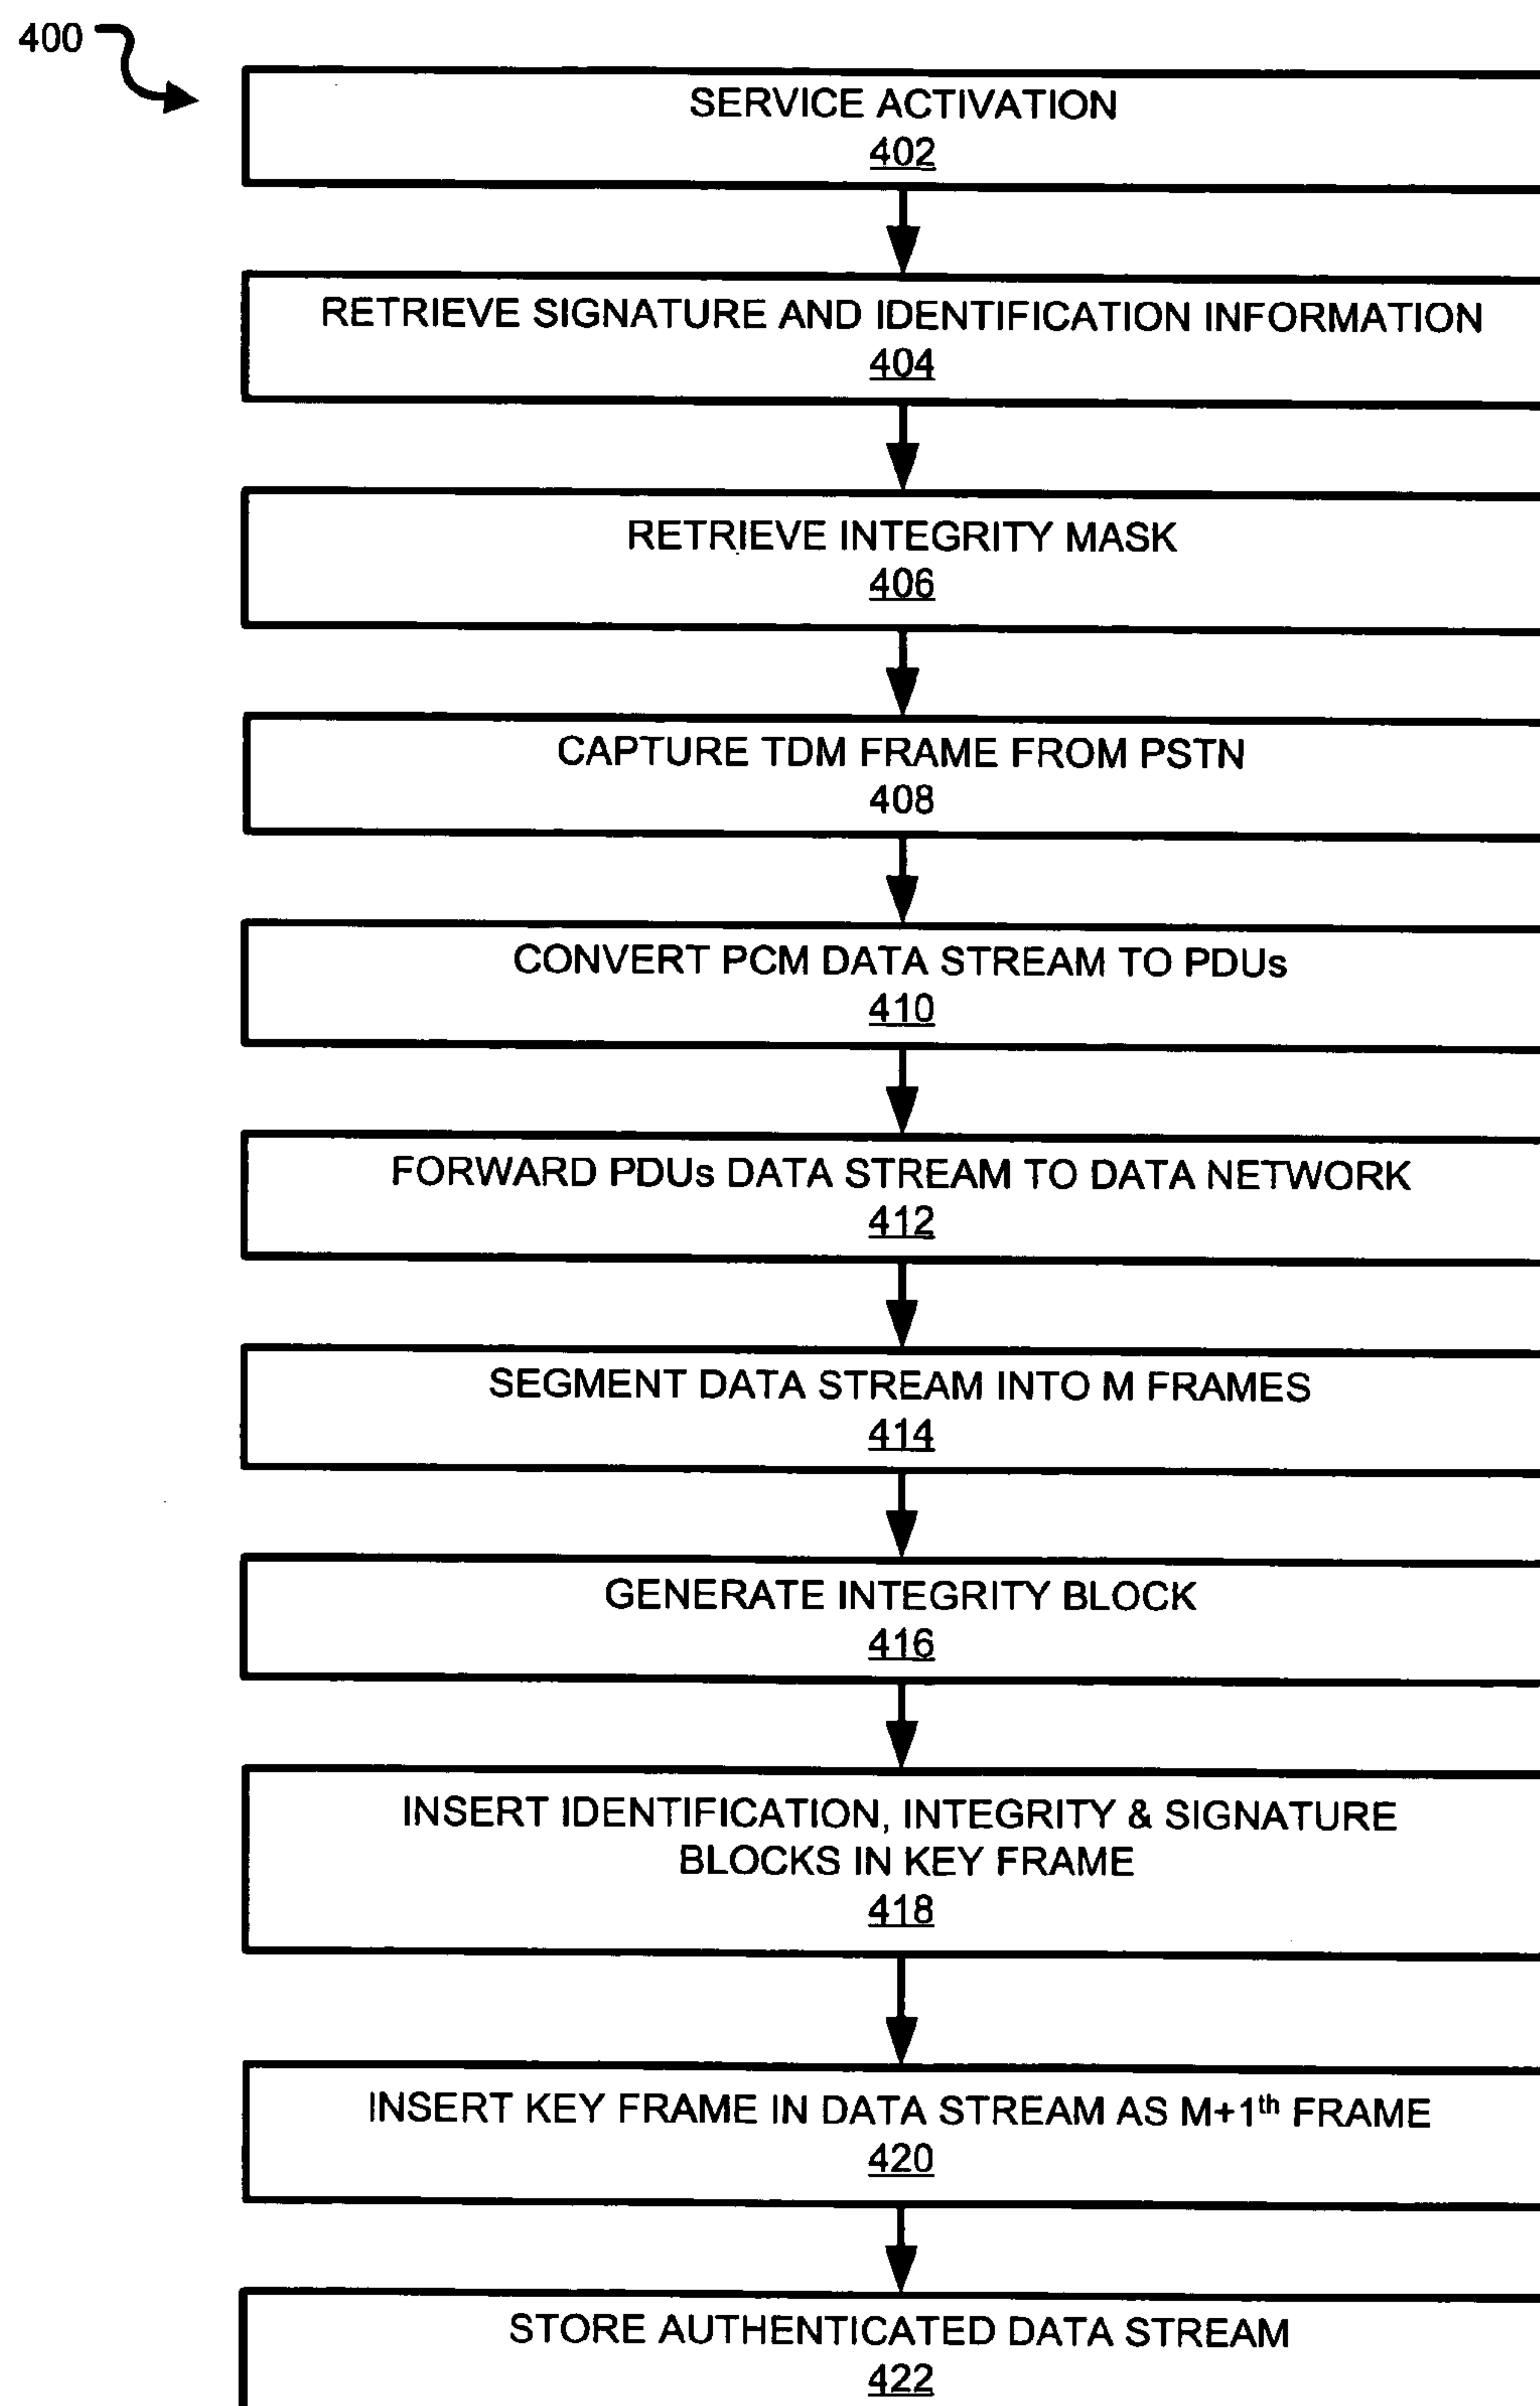 400
SERVICE ACTIVATION
402
RETRIEVE SIGNATURE AND IDENTIFICATION INFORMATION
404
RETRIEVE INTEGRITY MASK
406
CAPTURE TDM FRAME FROM PSTN
408
CONVERT PCM DATA STREAM TO PDUs
410
FORWARD PDUs DATA STREAM TO DATA NETWORK
412
SEGMENT DATA STREAM INTO M FRAMES
414
GENERATE INTEGRITY BLOCK
416
INSERT IDENTIFICATION, INTEGRITY & SIGNATURE
BLOCKS IN KEY FRAME
418
INSERT KEY FRAME IN DATA STREAM AS M+1th FRAME
420
STORE AUTHENTICATED DATA STREAM
422